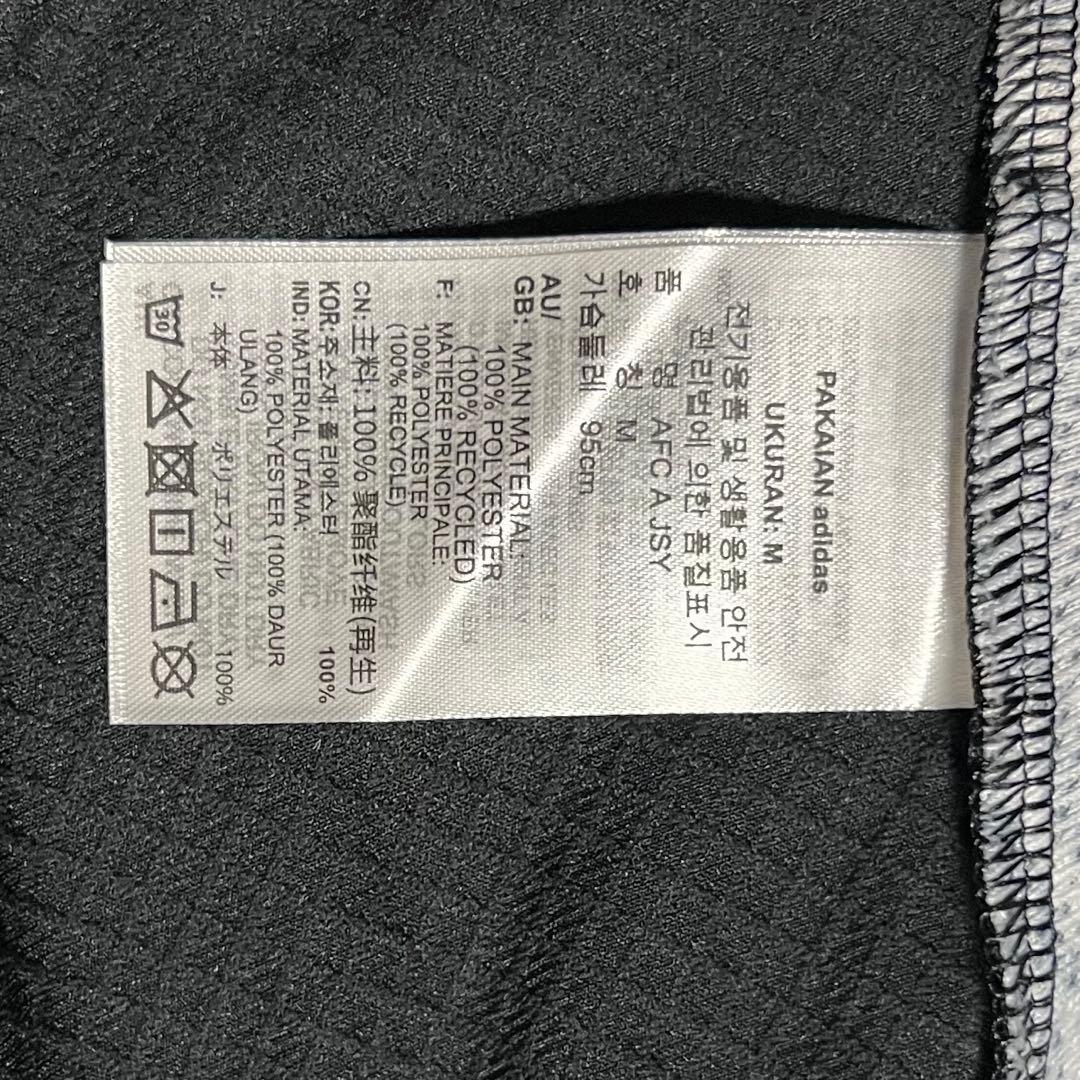 PAKAIAN adidas
UKURAN: M
전기용품 및 생활용품 안전
관리법에 의한 품질표시
품 명 AFC A JSY
호 칭 M
가슴둘레 95cm
AU/
GB: MAIN MATERIAL:
100% POLYESTER
(100% RECYCLED)
F: MATIERE PRINCIPALE:
100% POLYESTER
(100% RECYCLE)
CN: 主料: 100% 聚酯纤维(再生)
KOR: 주소재: 폴리에스터 100%
IND: MATERIAL UTAMA:
100% POLYESTER (100% DAUR
ULANG)
J: 本体 ポリエステル 100%
30